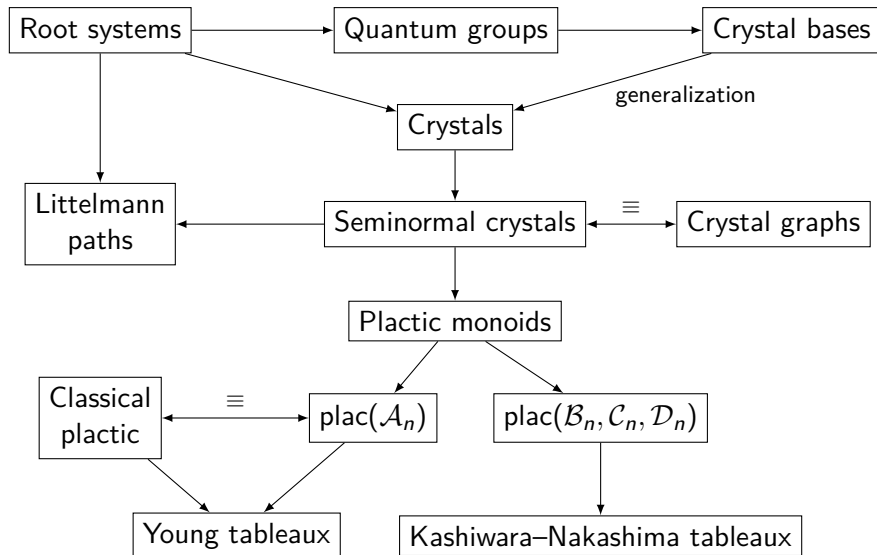 Root systems
Quantum groups
Crystal bases
generalization
Crystals
Littelmann
paths
Seminormal crystals
≡
Crystal graphs
Plactic monoids
Classical
plactic
≡
plac(𝒜ₙ)
plac(ℬₙ, 𝒞ₙ, 𝒟ₙ)
Young tableaux
Kashiwara–Nakashima tableaux